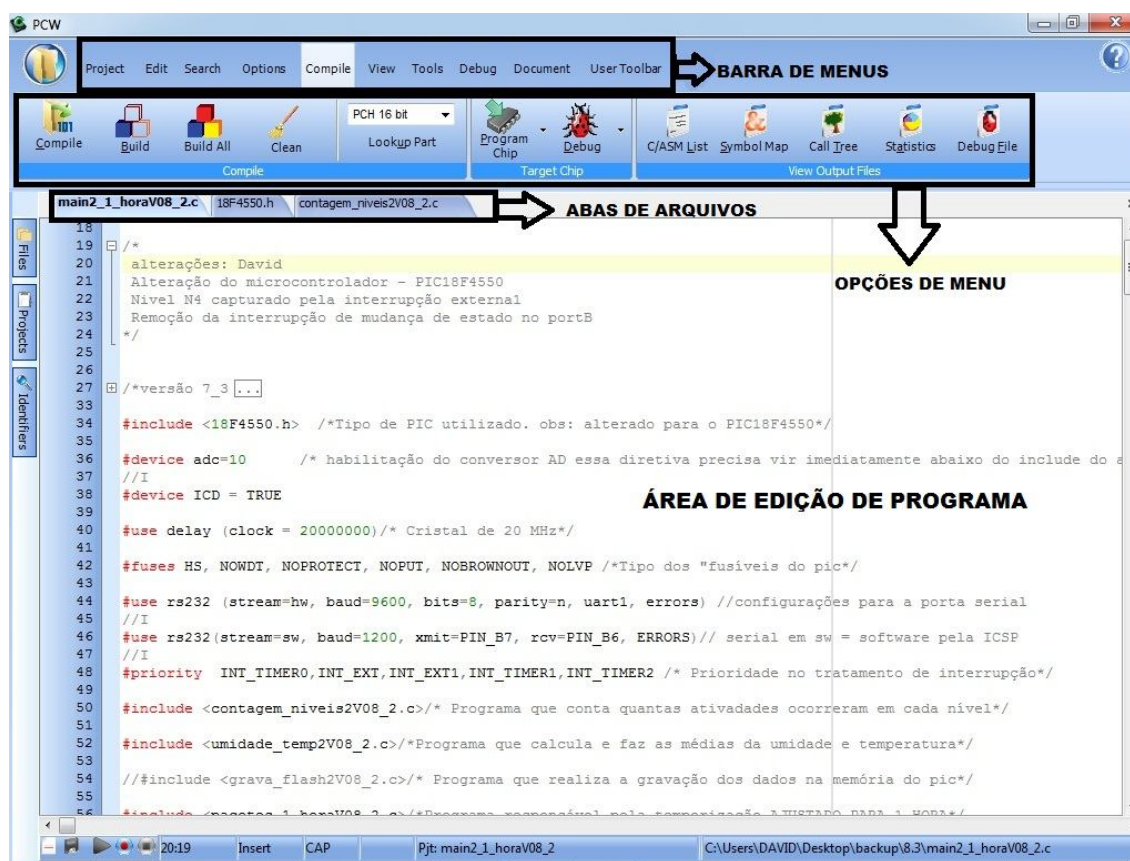 PCW
Project Edit Search Options Compile View Tools Debug Document User Toolbar
BARRA DE MENUS
101
Compile
Build
Build All
Clean
PCH 16 bit
Lookup Part
Program Chip
Debug
C/ASM List
Symbol Map
Call Tree
Statistics
Debug File
Compile
Target Chip
View Output Files
main2_1_horaV08_2.c 18F4550.h contagem_niveis2V08_2.c
ABAS DE ARQUIVOS
OPÇÕES DE MENU
Files
Projects
Identifiers
18
19 /*
20 alterações: David
21 Alteração do microcontrolador - PIC18F4550
22 Nivel N4 capturado pela interrupção external
23 Remoção da interrupção de mudança de estado no portB
24 */
25
26
27 /*versão 7_3 ...
33
34 #include <18F4550.h> /*Tipo de PIC utilizado. obs: alterado para o PIC18F4550*/
35
36 #device adc=10 /* habilitação do conversor AD essa diretiva precisa vir imediatamente abaixo do include do a
37 //I
38 #device ICD = TRUE
ÁREA DE EDIÇÃO DE PROGRAMA
39
40 #use delay (clock = 20000000)/* Cristal de 20 MHz*/
41
42 #fuses HS, NOWDT, NOPROTECT, NOPUT, NOBROWNOUT, NOLVP /*Tipo dos "fusíveis do pic*/
43
44 #use rs232 (stream=hw, baud=9600, bits=8, parity=n, uart1, errors) //configurações para a porta serial
45 //I
46 #use rs232(stream=sw, baud=1200, xmit=PIN_B7, rcv=PIN_B6, ERRORS)// serial em sw = software pela ICSP
47 //I
48 #priority INT_TIMER0,INT_EXT,INT_EXT1,INT_TIMER1,INT_TIMER2 /* Prioridade no tratamento de interrupção*/
49
50 #include <contagem_niveis2V08_2.c>/* Programa que conta quantas ativadades ocorreram em cada nível*/
51
52 #include <umidade_temp2V08_2.c>/*Programa que calcula e faz as médias da umidade e temperatura*/
53
54 //#include <grava_flash2V08_2.c>/* Programa que realiza a gravação dos dados na memória do pic*/
55
56 #include <pacotes_1_horaV08_2.c>/*Programa responsável pela temporização AJUSTADO PARA 1 HORA*/
20:19 Insert CAP Pjt: main2_1_horaV08_2 C:\Users\DAVID\Desktop\backup\8.3\main2_1_horaV08_2.c